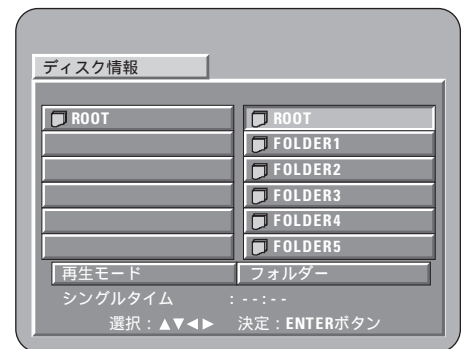 ディスク情報
ROOT ROOT
FOLDER1
FOLDER2
FOLDER3
FOLDER4
FOLDER5
再生モード フォルダー
シングルタイム :--:--
選択:▲▼◀▶ 決定:ENTERボタン